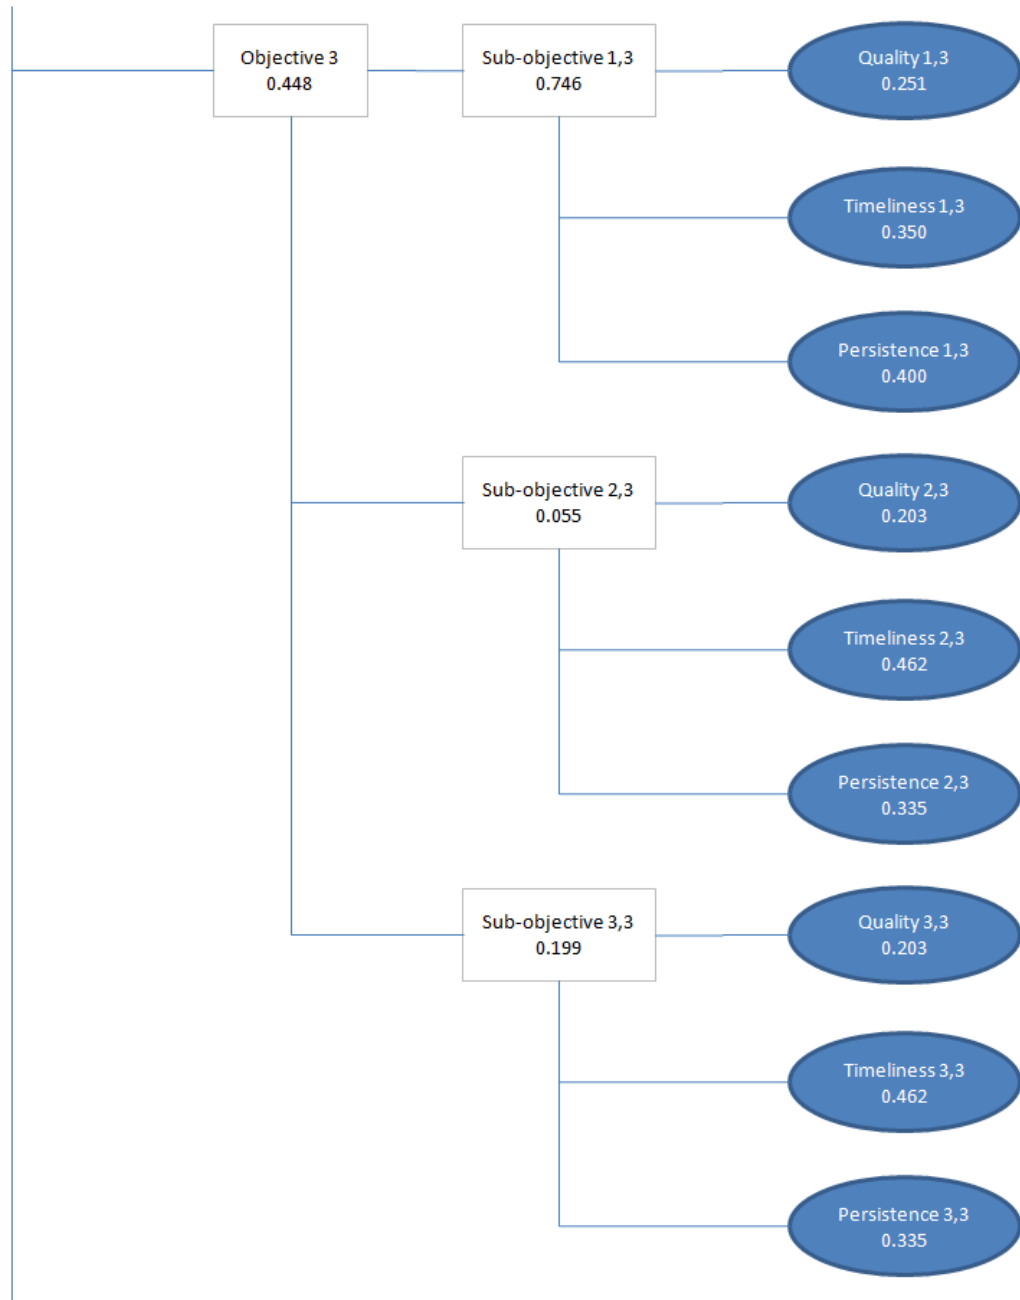 Objective 3
0.448
Sub-objective 1,3
0.746
Quality 1,3
0.251
Timeliness 1,3
0.350
Persistence 1,3
0.400
Sub-objective 2,3
0.055
Quality 2,3
0.203
Timeliness 2,3
0.462
Persistence 2,3
0.335
Sub-objective 3,3
0.199
Quality 3,3
0.203
Timeliness 3,3
0.462
Persistence 3,3
0.335